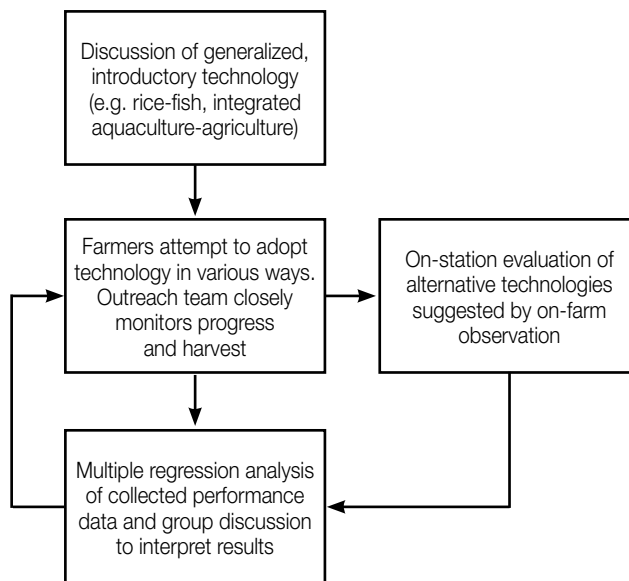 Discussion of generalized,
introductory technology
(e.g. rice-fish, integrated
aquaculture-agriculture)
Farmers attempt to adopt
technology in various ways.
Outreach team closely
monitors progress
and harvest
On-station evaluation of
alternative technologies
suggested by on-farm
observation
Multiple regression analysis
of collected performance
data and group discussion
to interpret results